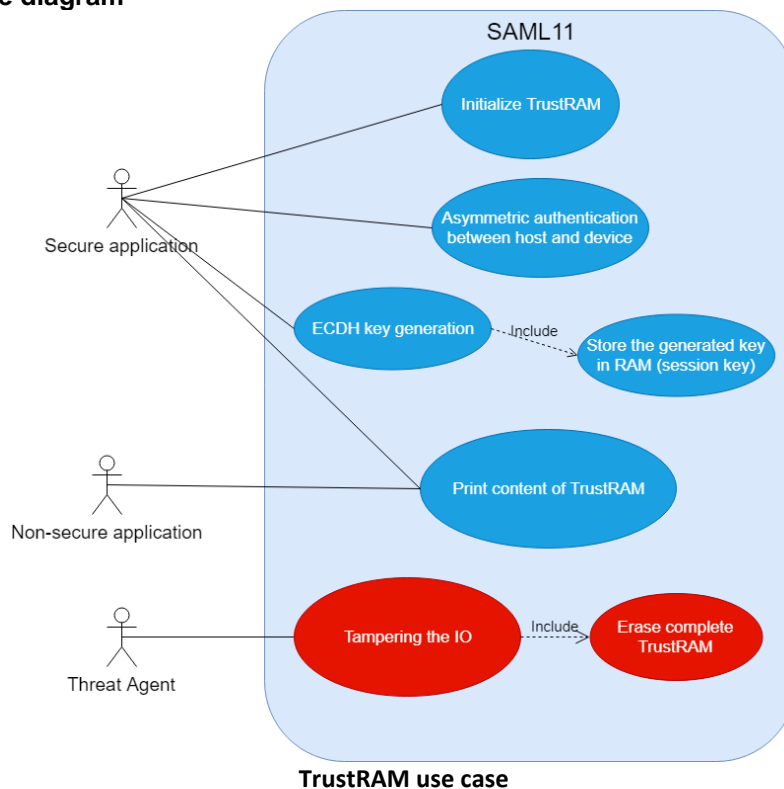 e diagram
SAML11
Initialize TrustRAM
Secure application
Asymmetric authentication
between host and device
ECDH key generation
Include
Store the generated key
in RAM (session key)
Print content of TrustRAM
Non-secure application
Tampering the IO
Include
Erase complete
TrustRAM
Threat Agent
TrustRAM use case